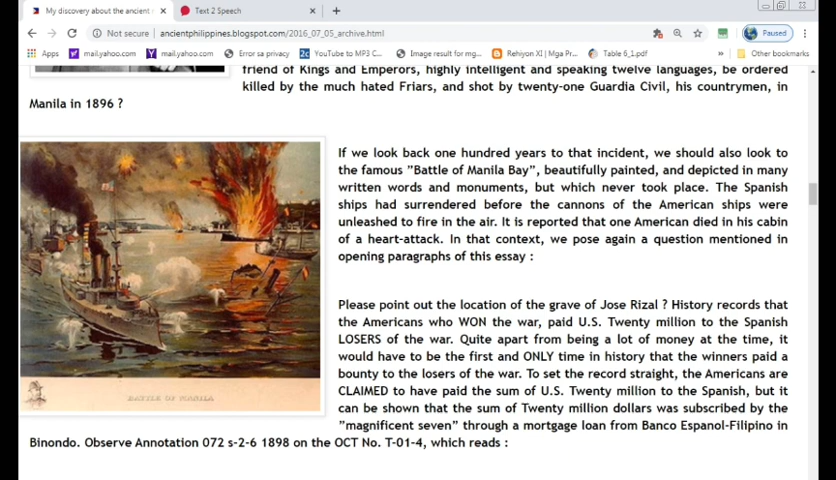 My discovery about the ancient
Text 2 Speech
Not secure
ancientphilippines.blogspot.com/2016_07_05_archive.html
Paused
Apps
mail.yahoo.com
mail.yahoo.com
Error sa privacy
YouTube to MP3 C...
Image result for mg...
Rehiyon XI | Mga Pr...
Table 6_1.pdf
Other bookmarks
friend of Kings and Emperors, highly intelligent and speaking twelve languages, be ordered
killed by the much hated Friars, and shot by twenty-one Guardia Civil, his countrymen, in
Manila in 1896 ?
If we look back one hundred years to that incident, we should also look to
the famous "Battle of Manila Bay", beautifully painted, and depicted in many
written words and monuments, but which never took place. The Spanish
ships had surrendered before the cannons of the American ships were
unleashed to fire in the air. It is reported that one American died in his cabin
of a heart-attack. In that context, we pose again a question mentioned in
opening paragraphs of this essay :
Please point out the location of the grave of Jose Rizal ? History records that
the Americans who WON the war, paid U.S. Twenty million to the Spanish
LOSERS of the war. Quite apart from being a lot of money at the time, it
would have to be the first and ONLY time in history that the winners paid a
bounty to the losers of the war. To set the record straight, the Americans are
CLAIMED to have paid the sum of U.S. Twenty million to the Spanish, but it
can be shown that the sum of Twenty million dollars was subscribed by the
"magnificent seven" through a mortgage loan from Banco Espanol-Filipino in
Binondo. Observe Annotation 072 s-2-6 1898 on the OCT No. T-01-4, which reads :
BATTLE OF MANILA